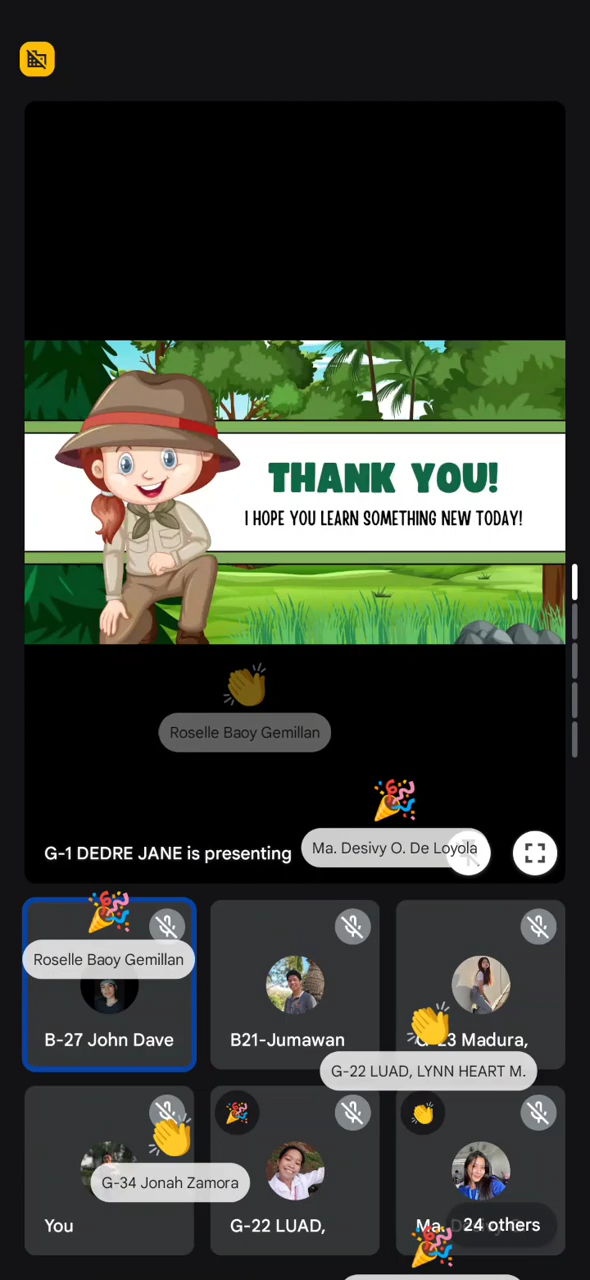 THANK YOU!
I HOPE YOU LEARN SOMETHING NEW TODAY!
Roselle Baoy Gemillan
G-1 DEDRE JANE is presenting
Ma. Desivy O. De Loyola
Roselle Baoy Gemillan
B-27 John Dave
B21-Jumawan
G-23 Madura,
G-22 LUAD, LYNN HEART M.
G-34 Jonah Zamora
You
G-22 LUAD,
Ma.
24 others